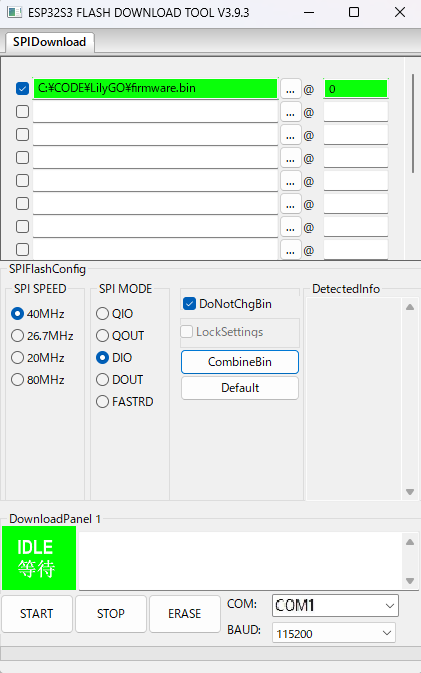 ESP32S3 FLASH DOWNLOAD TOOL V3.9.3
SPIDownload
C:¥CODE¥LilyGO¥firmware.bin ... @ 0
... @
... @
... @
... @
... @
... @
... @
SPIFlashConfig
SPI SPEED
40MHz
26.7MHz
20MHz
80MHz
SPI MODE
QIO
QOUT
DIO
DOUT
FASTRD
DoNotChgBin
LockSettings
CombineBin
Default
DetectedInfo
DownloadPanel 1
IDLE
等待
START STOP ERASE
COM: COM1
BAUD: 115200